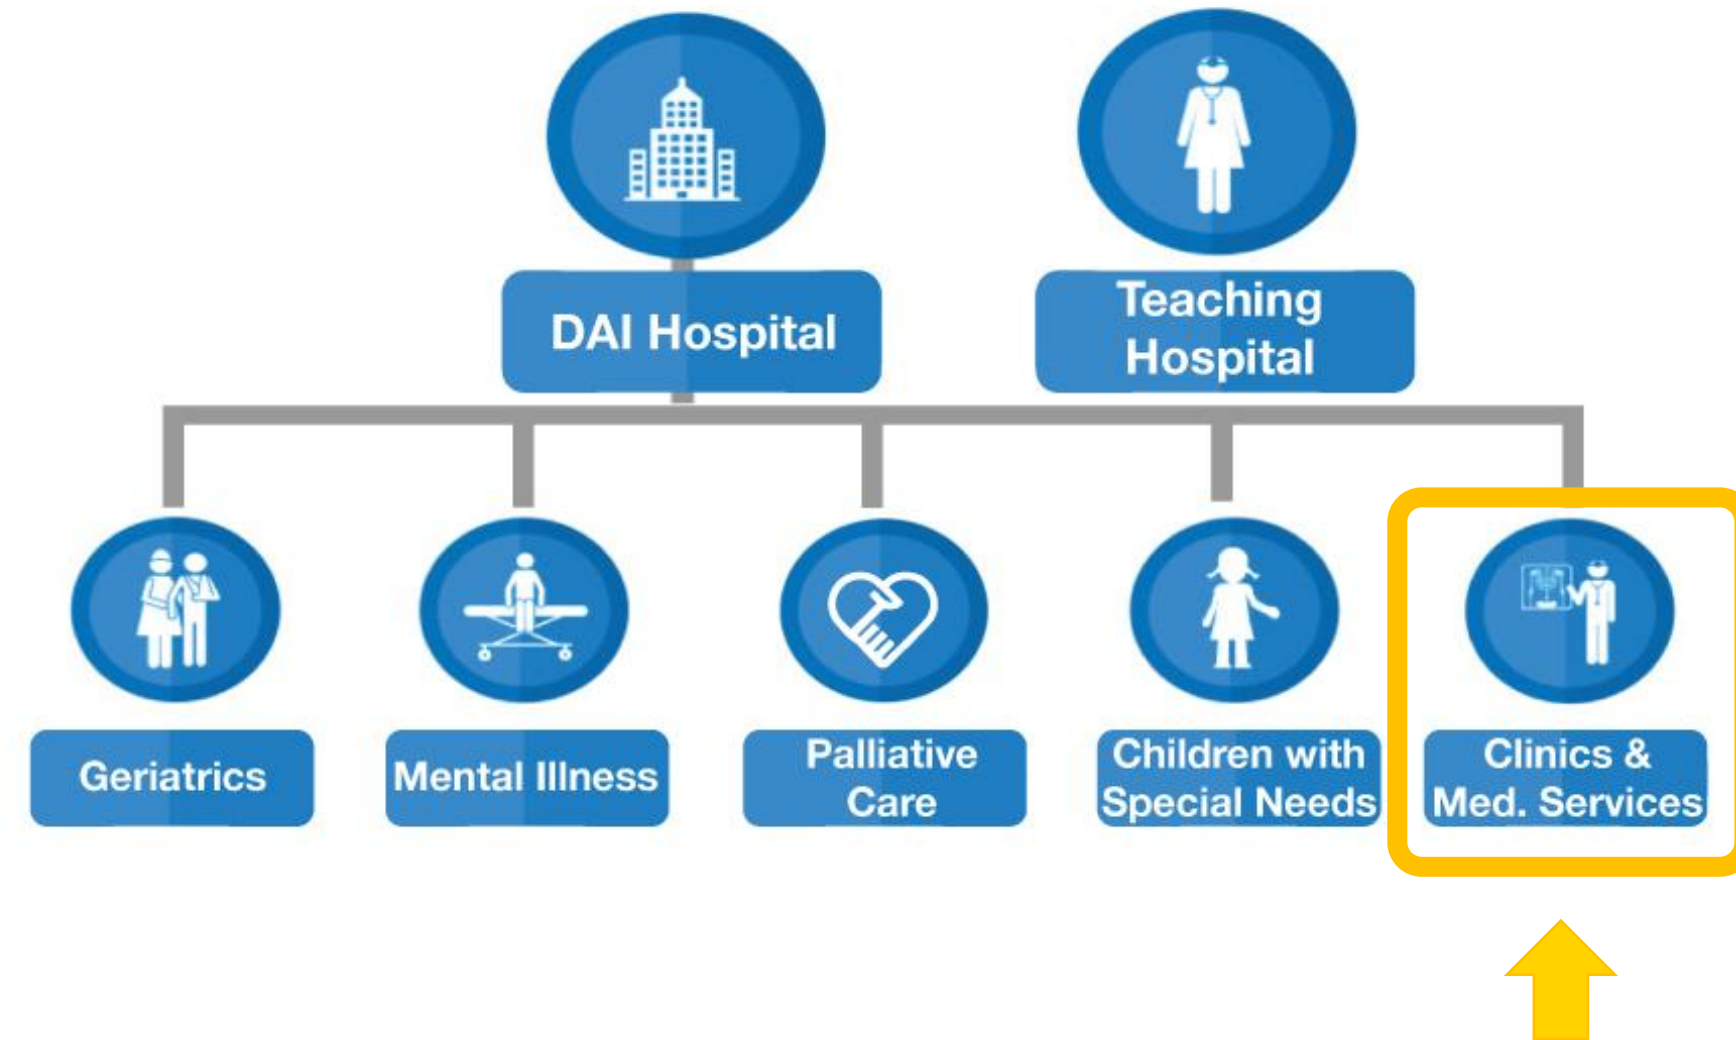 DAI Hospital
Teaching
Hospital
Geriatrics
Mental Illness
Palliative
Care
Children with
Special Needs
Clinics &
Med. Services